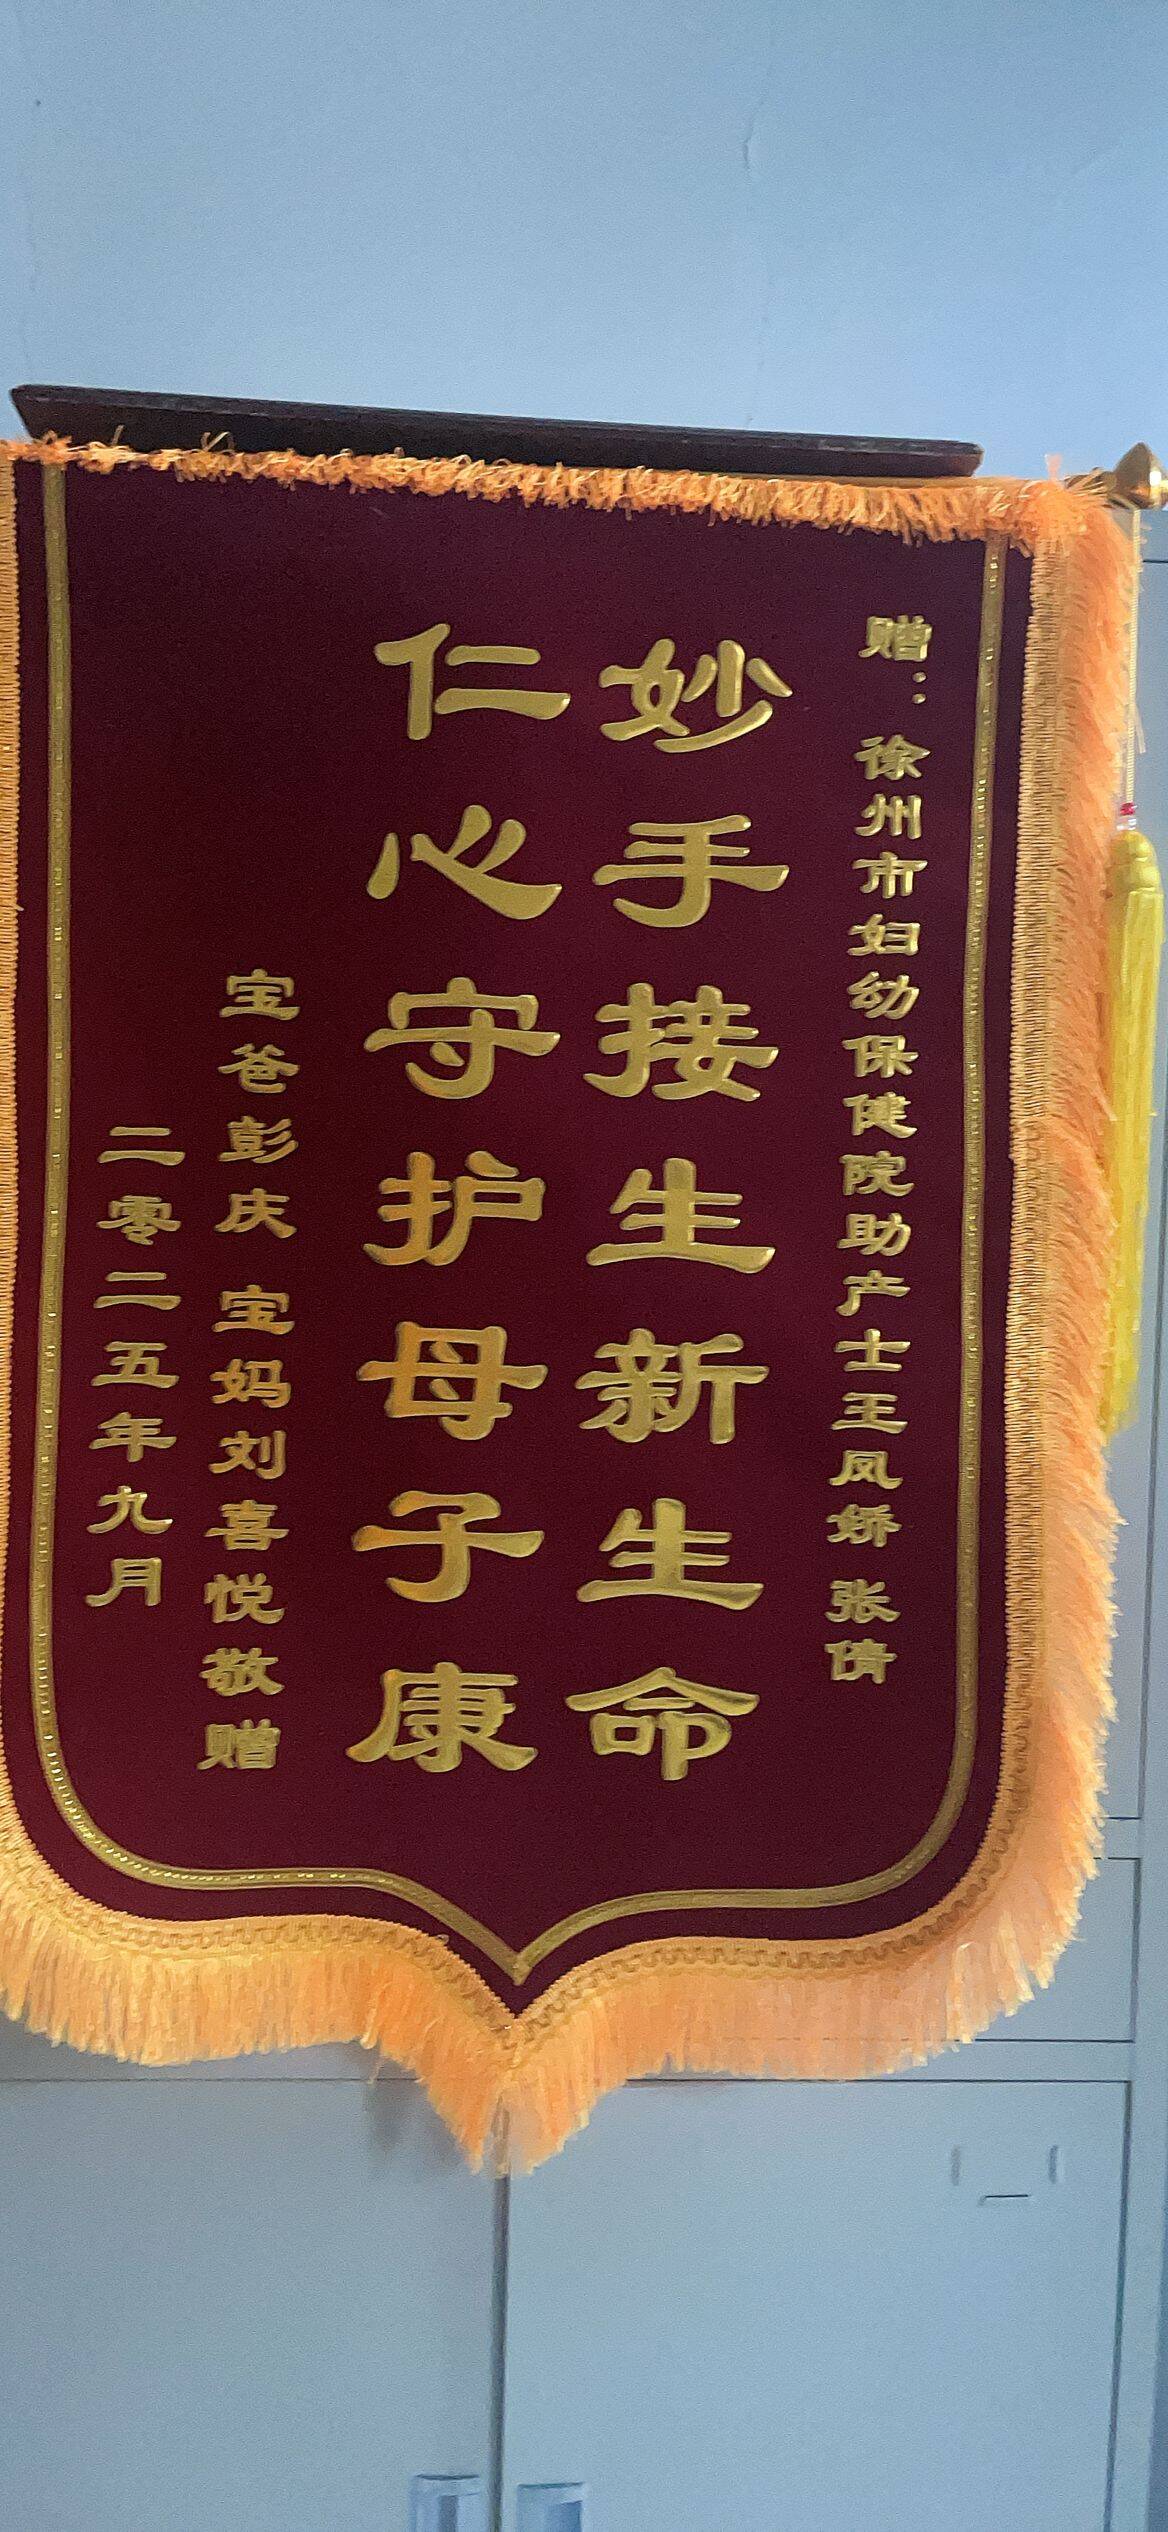 赠：徐州市妇幼保健院助产士王凤娇 张倩
妙手接生新生命
仁心守护母子康
宝爸彭庆 宝妈刘喜悦敬赠
二零二五年九月